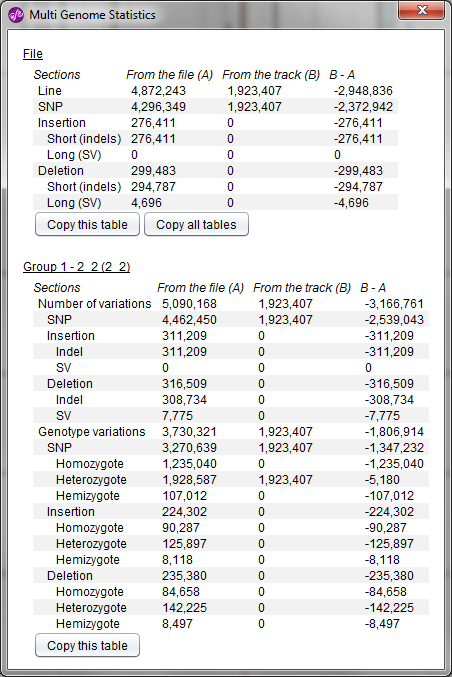 Multi Genome Statistics
File
Sections From the file (A) From the track (B) B - A
Line 4,872,243 1,923,407 -2,948,836
SNP 4,296,349 1,923,407 -2,372,942
Insertion 276,411 0 -276,411
Short (indels) 276,411 0 -276,411
Long (SV) 0 0 0
Deletion 299,483 0 -299,483
Short (indels) 294,787 0 -294,787
Long (SV) 4,696 0 -4,696
Copy this table Copy all tables
Group 1 - 2_2 (2_2)
Sections From the file (A) From the track (B) B - A
Number of variations 5,090,168 1,923,407 -3,166,761
SNP 4,462,450 1,923,407 -2,539,043
Insertion 311,209 0 -311,209
Indel 311,209 0 -311,209
SV 0 0 0
Deletion 316,509 0 -316,509
Indel 308,734 0 -308,734
SV 7,775 0 -7,775
Genotype variations 3,730,321 1,923,407 -1,806,914
SNP 3,270,639 1,923,407 -1,347,232
Homozygote 1,235,040 0 -1,235,040
Heterozygote 1,928,587 1,923,407 -5,180
Hemizygote 107,012 0 -107,012
Insertion 224,302 0 -224,302
Homozygote 90,287 0 -90,287
Heterozygote 125,897 0 -125,897
Hemizygote 8,118 0 -8,118
Deletion 235,380 0 -235,380
Homozygote 84,658 0 -84,658
Heterozygote 142,225 0 -142,225
Hemizygote 8,497 0 -8,497
Copy this table